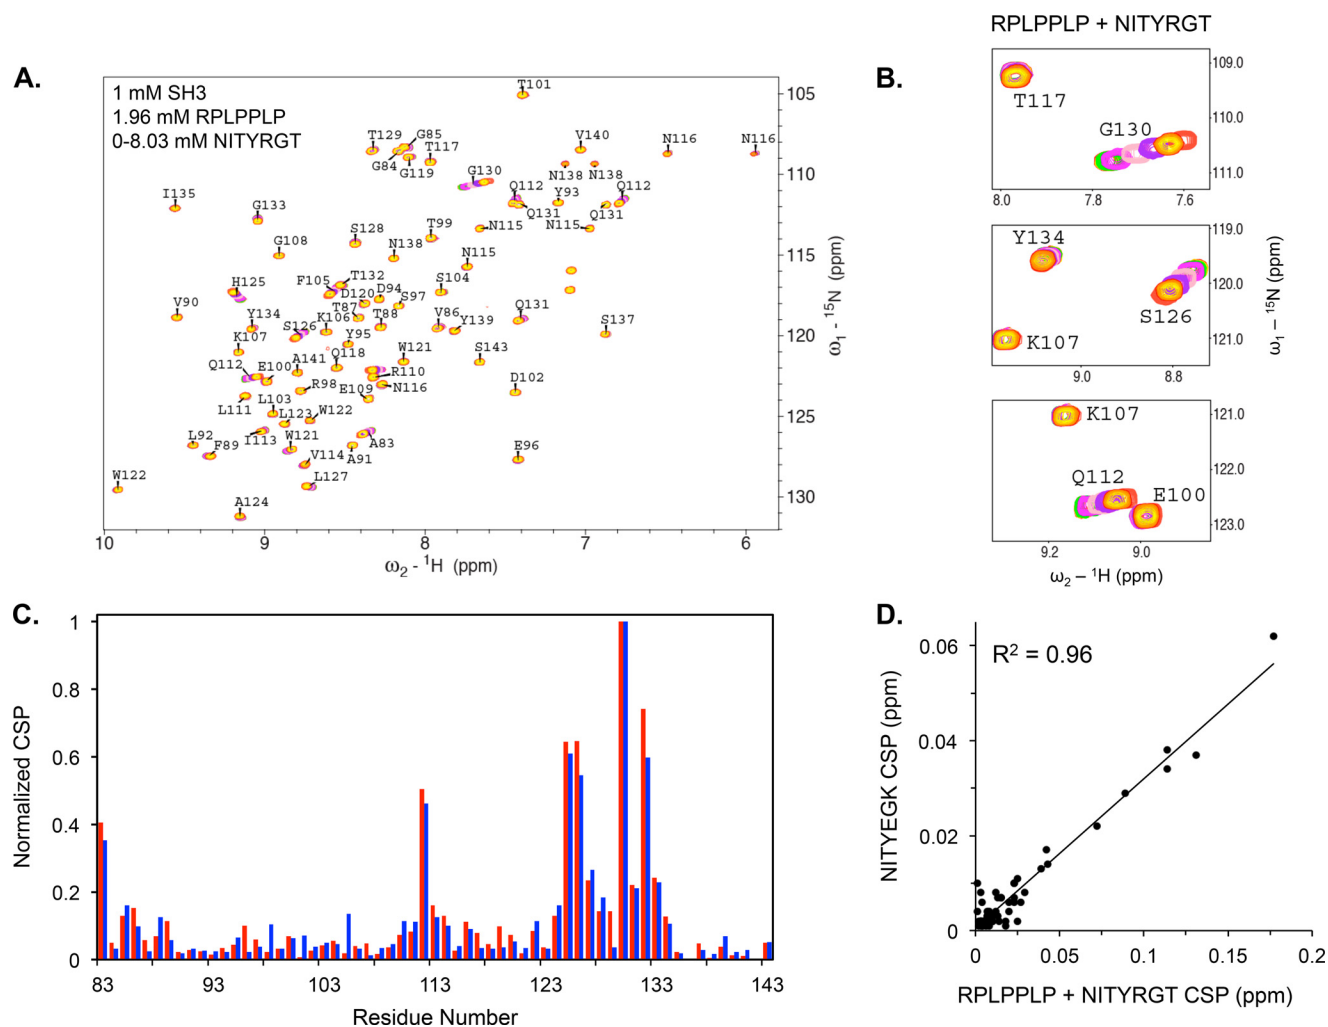 RPLPPLP + NITYRGT
A.
B.
1 mM SH3
1.96 mM RPLPPLP
0-8.03 mM NITYRGT
T101
T129
G85
T117
G84
G119
V140
N116
N116
G130
N138
N138
I135
G133
Q112
Y93
Q112
Q131
Q131
S128
T99
N115
N115
G108
N138
N115
H125
F105
T132
S104
D120
D94
S97
V90
T87
Q131
Y134
K106
T88
V86
Y139
S137
S126
K107
Y95
Q118
W121
S143
Q112
E100
A141
R110
R98
N116
D102
L111
E109
L103
L123
W122
L92
F89
I113
W121
A83
V114
A91
E96
W122
L127
A124
105
110
115
120
125
130
ω1 - 15N (ppm)
10
9
8
7
6
ω2 - 1H (ppm)
T117
G130
109.0
110.0
111.0
8.0
7.8
7.6
Y134
S126
K107
119.0
120.0
121.0
9.0
8.8
ω1 – 15N (ppm)
K107
Q112
E100
121.0
122.0
123.0
9.2
9.0
ω2 – 1H (ppm)
C.
1
0.8
0.6
0.4
0.2
0
Normalized CSP
83
93
103
113
123
133
143
Residue Number
D.
R2 = 0.96
0.06
0.04
0.02
0
NITYEGK CSP (ppm)
0
0.05
0.1
0.15
0.2
RPLPPLP + NITYRGT CSP (ppm)